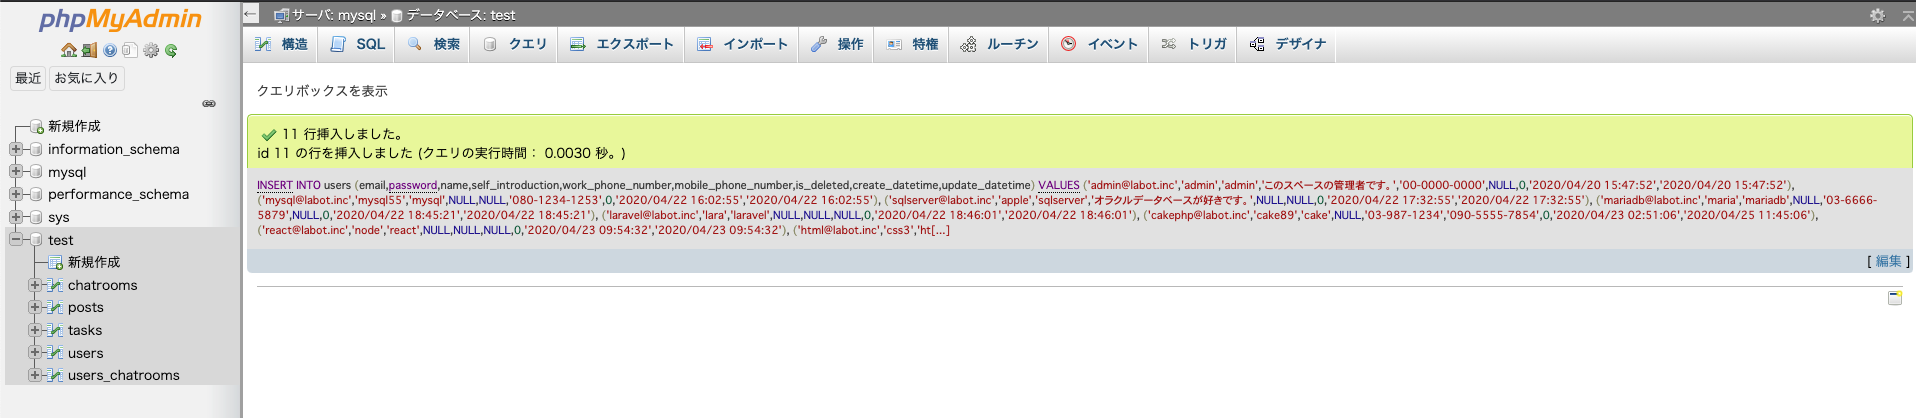 phpMyAdmin
最近 お気に入り
新規作成
information_schema
mysql
performance_schema
sys
test
新規作成
chatrooms
posts
tasks
users
users_chatrooms
サーバ: mysql » データベース: test
構造 SQL 検索 クエリ エクスポート インポート 操作 特権 ルーチン イベント トリガ デザイナ
クエリボックスを表示
11 行挿入しました。
id 11 の行を挿入しました (クエリの実行時間： 0.0030 秒。)
INSERT INTO users (email,password,name,self_introduction,work_phone_number,mobile_phone_number,is_deleted,create_datetime,update_datetime) VALUES ('admin@labot.inc','admin','admin','このスペースの管理者です。','00-0000-0000',NULL,0,'2020/04/20 15:47:52','2020/04/20 15:47:52'),
('mysql@labot.inc','mysql55','mysql',NULL,NULL,'080-1234-1253',0,'2020/04/22 16:02:55','2020/04/22 16:02:55'), ('sqlserver@labot.inc','apple','sqlserver','オラクルデータベースが好きです。',NULL,NULL,0,'2020/04/22 17:32:55','2020/04/22 17:32:55'), ('mariadb@labot.inc','maria','mariadb',NULL,'03-6666-
5879',NULL,0,'2020/04/22 18:45:21','2020/04/22 18:45:21'), ('laravel@labot.inc','lara','laravel',NULL,NULL,NULL,0,'2020/04/22 18:46:01','2020/04/22 18:46:01'), ('cakephp@labot.inc','cake89','cake',NULL,'03-987-1234','090-5555-7854',0,'2020/04/23 02:51:06','2020/04/25 11:45:06'),
('react@labot.inc','node','react',NULL,NULL,NULL,0,'2020/04/23 09:54:32','2020/04/23 09:54:32'), ('html@labot.inc','css3','ht[...]
[ 編集 ]